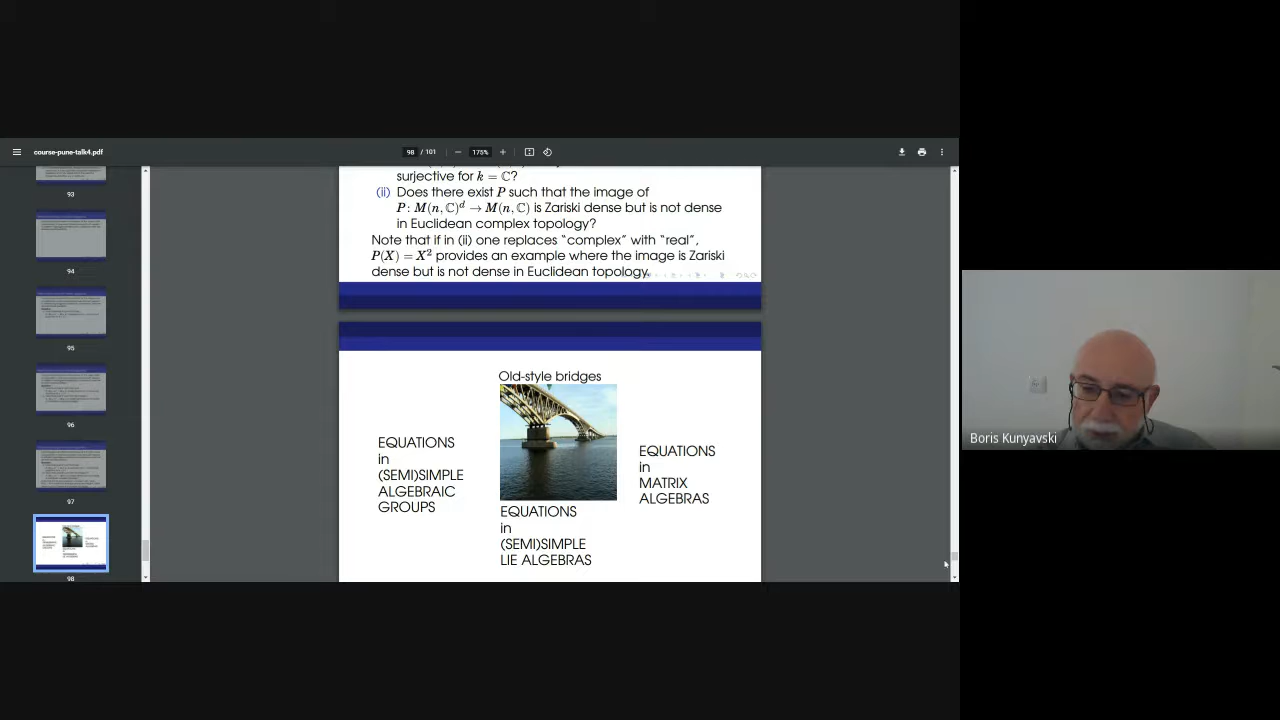 course-pune-talk4.pdf
98 / 101
175%
93
94
95
96
97
98
surjective for k = ℂ?
(ii) Does there exist P such that the image of
P: M(n, ℂ)^d → M(n, ℂ) is Zariski dense but is not dense
in Euclidean complex topology?
Note that if in (ii) one replaces “complex” with “real”,
P(X) = X² provides an example where the image is Zariski
dense but is not dense in Euclidean topology.
Old-style bridges
EQUATIONS
in
(SEMI)SIMPLE
ALGEBRAIC
GROUPS
EQUATIONS
in
(SEMI)SIMPLE
LIE ALGEBRAS
EQUATIONS
in
MATRIX
ALGEBRAS
Boris Kunyavski